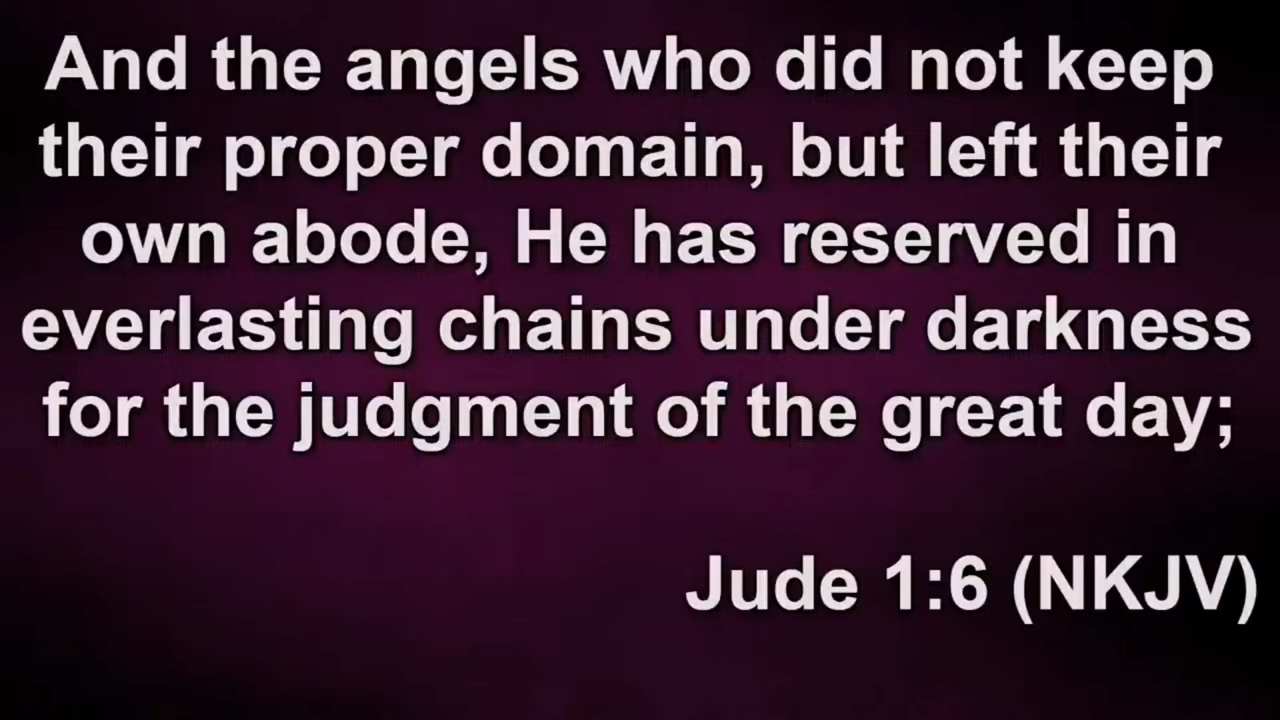 And the angels who did not keep
their proper domain, but left their
own abode, He has reserved in
everlasting chains under darkness
for the judgment of the great day;
Jude 1:6 (NKJV)